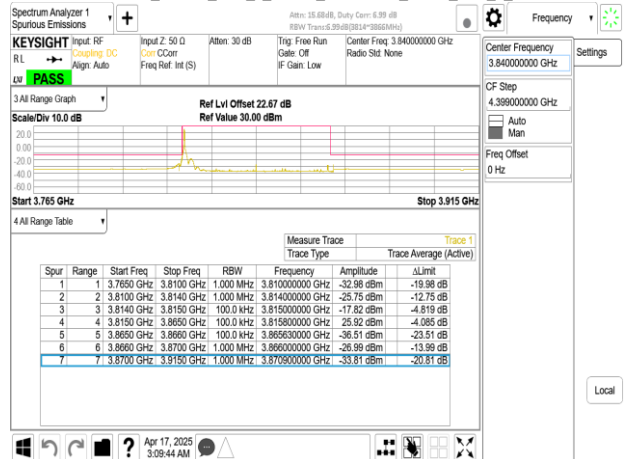 Spectrum Analyzer 1
Spurious Emissions
Attn: 15.68dB, Duty Corr: 6.99 dB
RBW Trans:6.99dB(3814~3866MHz)
Frequency
KEYSIGHT
Input: RF
Coupling: DC
Align: Auto
Input Z: 50 Ω
Corr CCorr
Freq Ref: Int (S)
Atten: 30 dB
Trig: Free Run
Gate: Off
IF Gain: Low
Center Freq: 3.840000000 GHz
Radio Std: None
RL
LXI PASS
Center Frequency
3.840000000 GHz
Settings
CF Step
4.399000000 GHz
Auto
Man
Freq Offset
0 Hz
3 All Range Graph
Scale/Div 10.0 dB
Ref Lvl Offset 22.67 dB
Ref Value 30.00 dBm
20.0
0.00
-20.0
-40.0
-60.0
Start 3.765 GHz
Stop 3.915 GHz
4 All Range Table
Measure Trace Trace 1
Trace Type Trace Average (Active)
Spur Range Start Freq Stop Freq RBW Frequency Amplitude ΔLimit
1 1 3.7650 GHz 3.8100 GHz 1.000 MHz 3.810000000 GHz -32.98 dBm -19.98 dB
2 2 3.8100 GHz 3.8140 GHz 1.000 MHz 3.814000000 GHz -25.75 dBm -12.75 dB
3 3 3.8140 GHz 3.8150 GHz 100.0 kHz 3.815000000 GHz -17.82 dBm -4.819 dB
4 4 3.8150 GHz 3.8650 GHz 100.0 kHz 3.815800000 GHz 25.92 dBm -4.085 dB
5 5 3.8650 GHz 3.8660 GHz 100.0 kHz 3.865630000 GHz -36.51 dBm -23.51 dB
6 6 3.8660 GHz 3.8700 GHz 1.000 MHz 3.866000000 GHz -26.99 dBm -13.99 dB
7 7 3.8700 GHz 3.9150 GHz 1.000 MHz 3.870900000 GHz -33.81 dBm -20.81 dB
Local
Apr 17, 2025
3:09:44 AM